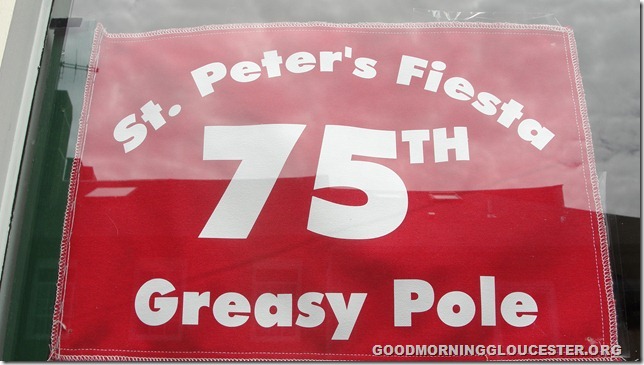 St. Peter's Fiesta
75TH
Greasy Pole
GOODMORNINGGLOUCESTER.ORG